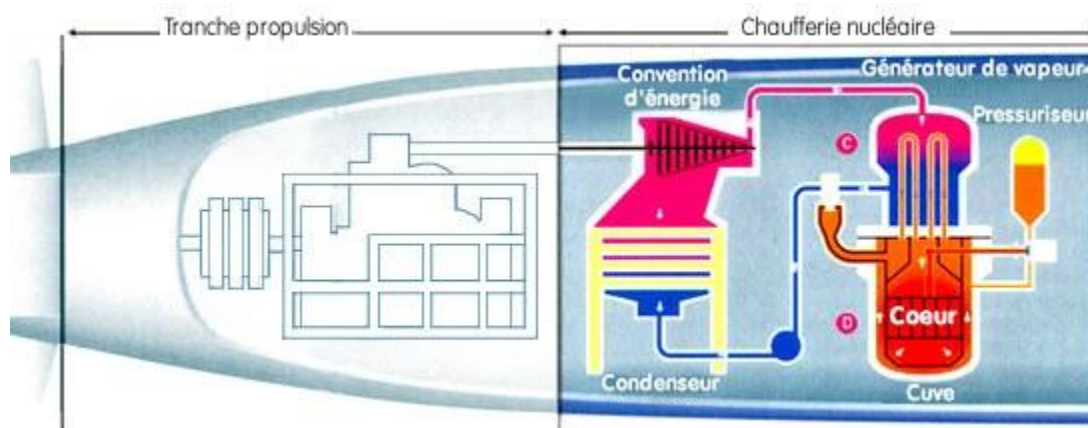 Tranche propulsion
Chaufferie nucléaire
Convention
d'énergie
Générateur de vapeur
Pressuriseur
C
D
Coeur
Condenseur
Cuve